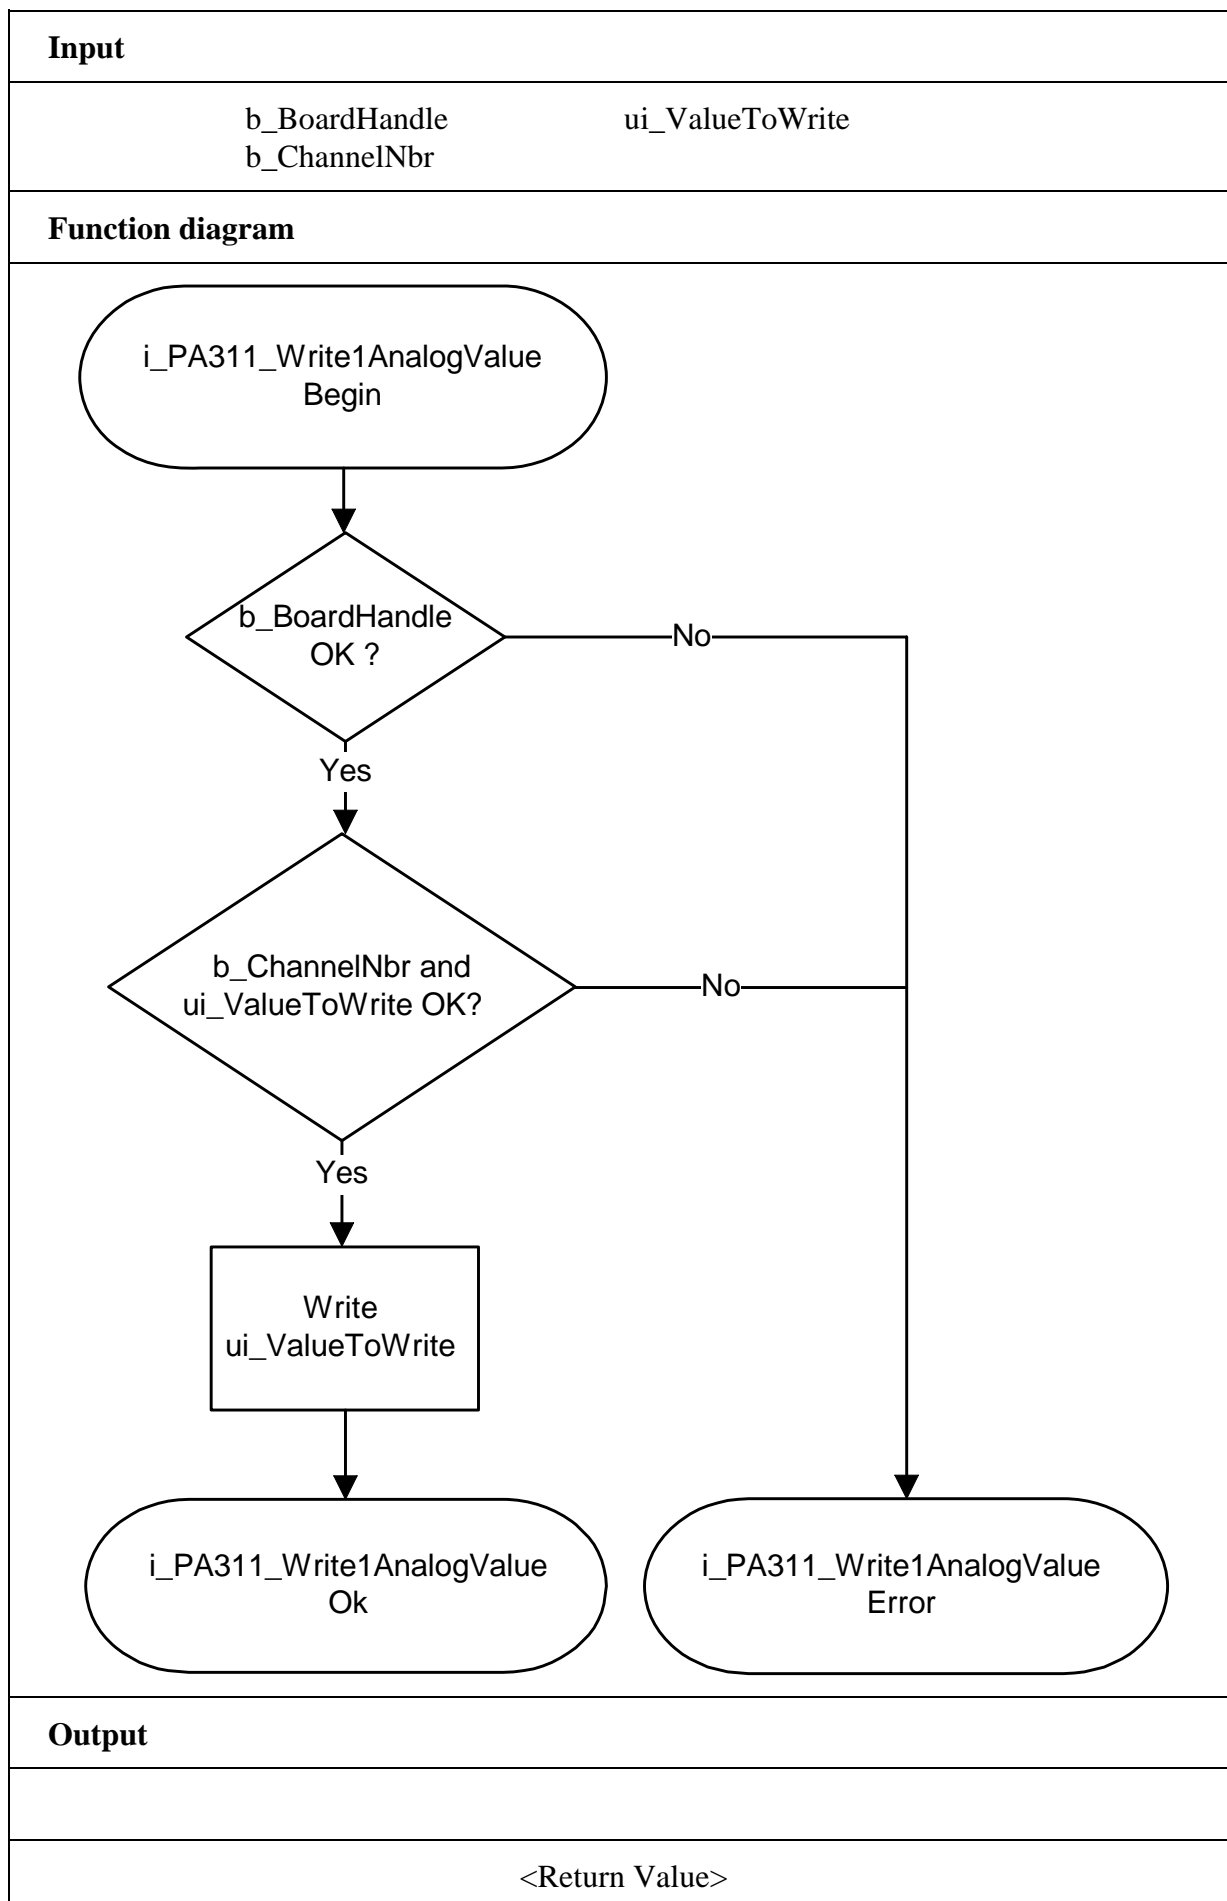 Input
b_BoardHandle ui_ValueToWrite
b_ChannelNbr
Function diagram
i_PA311_Write1AnalogValue
Begin
b_BoardHandle
OK ?
No
Yes
b_ChannelNbr and
ui_ValueToWrite OK?
No
Yes
Write
ui_ValueToWrite
i_PA311_Write1AnalogValue
Ok
i_PA311_Write1AnalogValue
Error
Output
<Return Value>